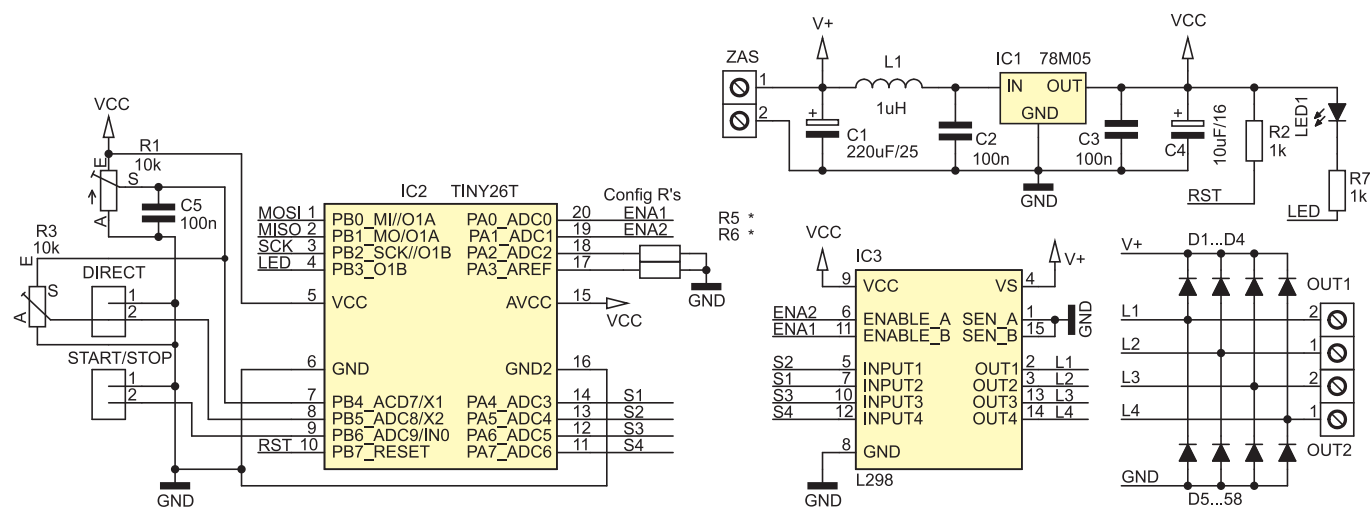 VCC
R1
10k
E
S
A
C5
100n
R3
10k
E
S
A
DIRECT
1
2
START/STOP
1
2
GND
IC2 TINY26T
MOSI 1 PB0_MI//O1A
MISO 2 PB1_MO/O1A
SCK 3 PB2_SCK//O1B
LED 4 PB3_O1B
5 VCC
6 GND
7 PB4_ACD7/X1
8 PB5_ADC8/X2
9 PB6_ADC9/IN0
RST 10 PB7_RESET
PA0_ADC0 20 ENA1
PA1_ADC1 19 ENA2
PA2_ADC2 18
PA3_AREF 17
AVCC 15
VCC
GND2 16
PA4_ADC3 14 S1
PA5_ADC4 13 S2
PA6_ADC5 12 S3
PA7_ADC6 11 S4
Config R's
R5 *
R6 *
GND
ZAS
1
2
V+
C1
220uF/25
+
L1
1uH
C2
100n
IC1 78M05
IN OUT
GND
GND
C3
100n
VCC
+
C4
10uF/16
R2
1k
RST
LED1
R7
1k
LED
VCC
IC3
V+
9 VCC
VS 4
ENA2 6 ENABLE_A
ENA1 11 ENABLE_B
SEN_A 1
SEN_B 15
GND
S2 5 INPUT1
S1 7 INPUT2
S3 10 INPUT3
S4 12 INPUT4
OUT1 2 L1
OUT2 3 L2
OUT3 13 L3
OUT4 14 L4
8 GND
GND
L298
V+
D1...D4
OUT1
L1
2
L2
1
L3
2
L4
1
OUT2
GND
D5...58